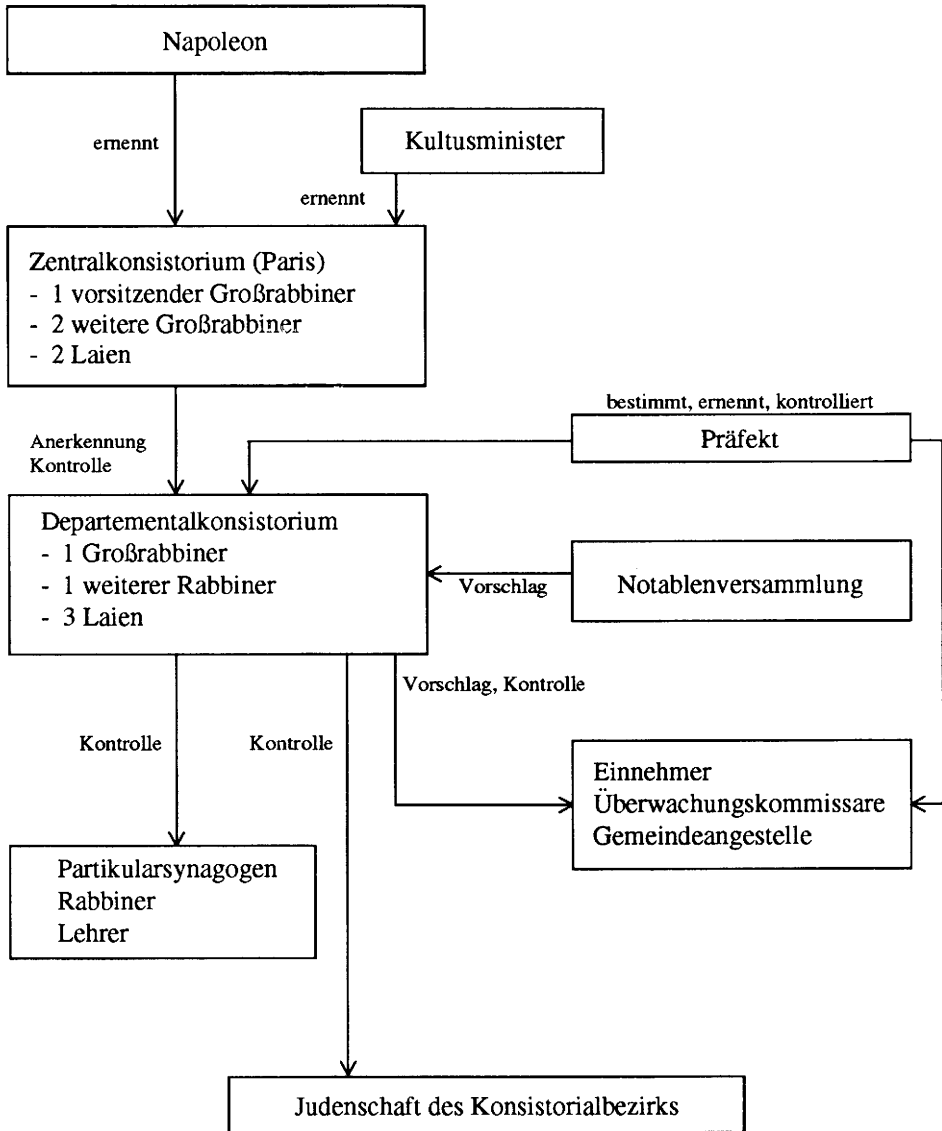 Napoleon
ernennt
Kultusminister
ernennt
Zentralkonsistorium (Paris)
- 1 vorsitzender Großrabbiner
- 2 weitere Großrabbiner
- 2 Laien
Anerkennung
Kontrolle
bestimmt, ernennt, kontrolliert
Präfekt
Departementalkonsistorium
- 1 Großrabbiner
- 1 weiterer Rabbiner
- 3 Laien
Vorschlag
Notablenversammlung
Vorschlag, Kontrolle
Kontrolle
Kontrolle
Einnehmer
Überwachungskommissare
Gemeindeangestelle
Partikularsynagogen
Rabbiner
Lehrer
Judenschaft des Konsistorialbezirks